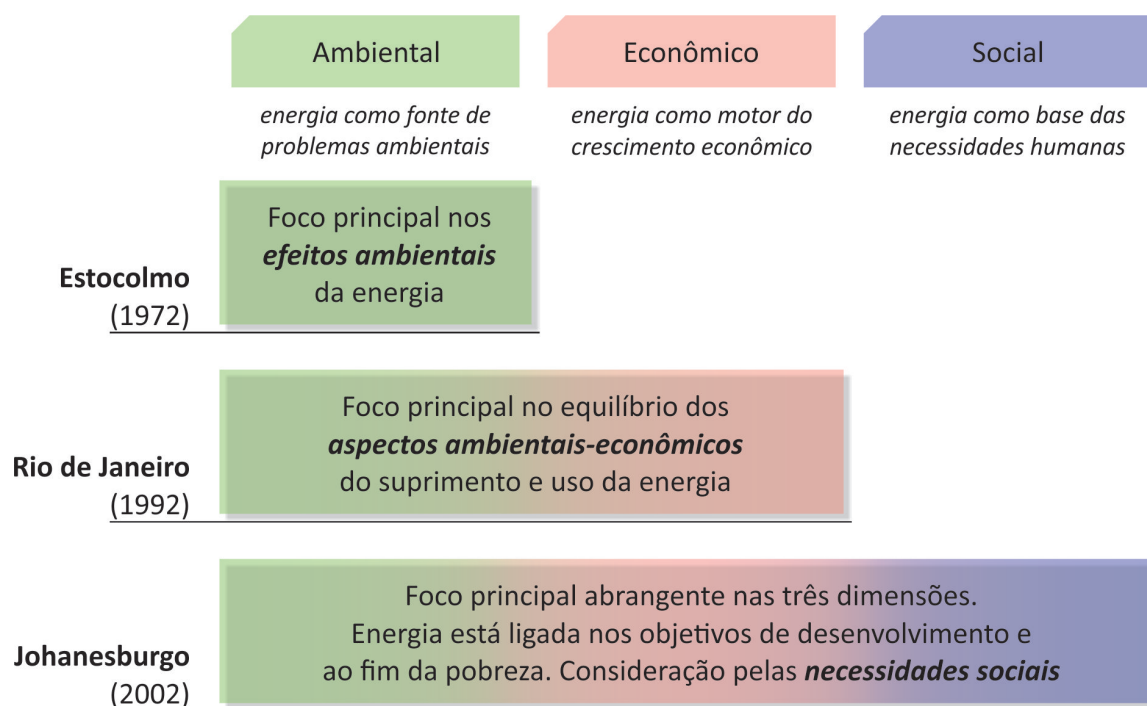 Ambiental
Econômico
Social
energia como fonte de
problemas ambientais
energia como motor do
crescimento econômico
energia como base das
necessidades humanas
Foco principal nos
efeitos ambientais
da energia
Estocolmo
(1972)
Foco principal no equilíbrio dos
aspectos ambientais-econômicos
do suprimento e uso da energia
Rio de Janeiro
(1992)
Foco principal abrangente nas três dimensões.
Energia está ligada nos objetivos de desenvolvimento e
ao fim da pobreza. Consideração pelas necessidades sociais
Johanesburgo
(2002)